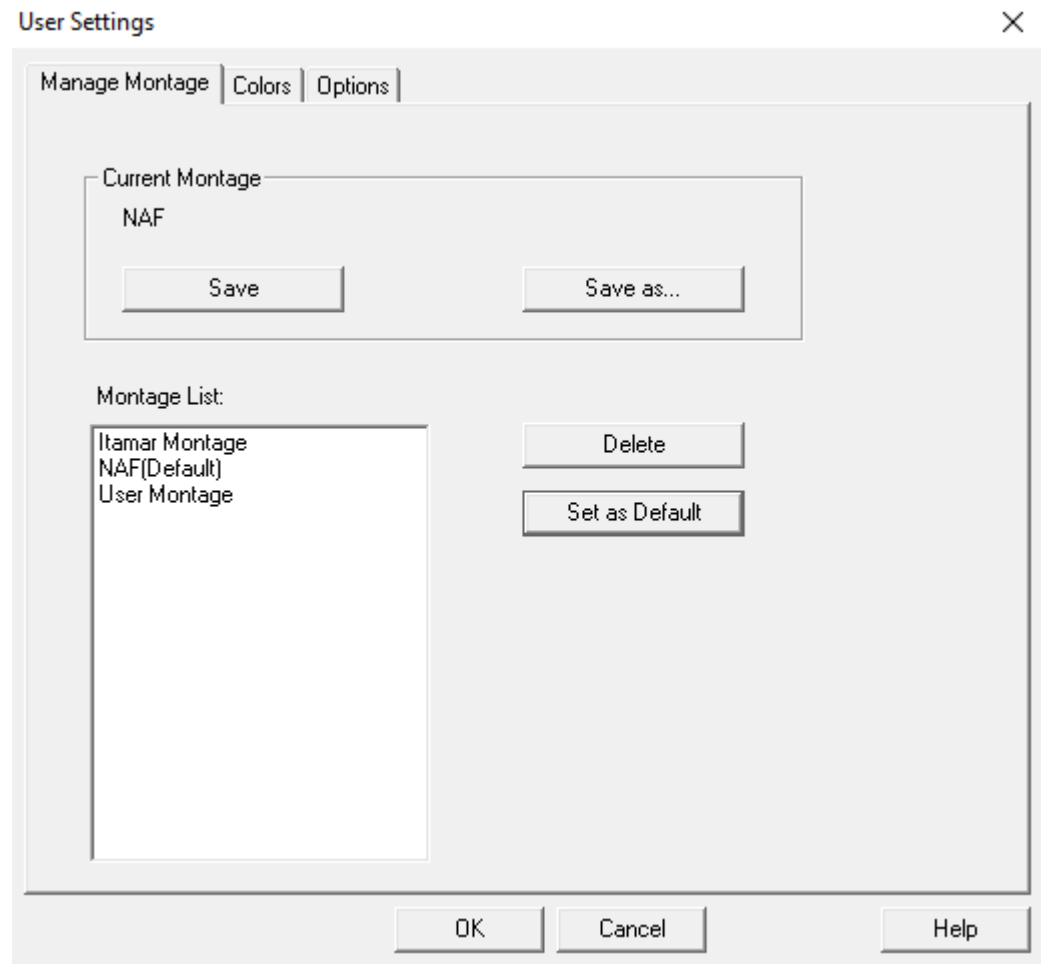 User Settings
Manage Montage Colors Options
Current Montage
NAF
Save Save as...
Montage List:
Itamar Montage
NAF(Default)
User Montage
Delete
Set as Default
OK Cancel Help